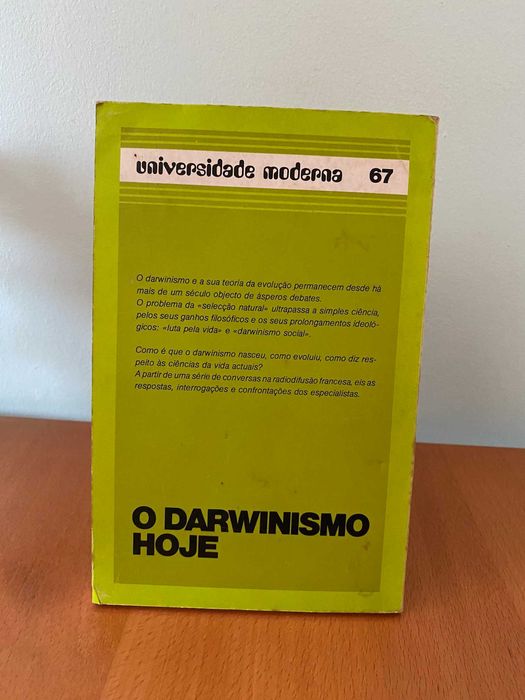 universidade moderna 67
O darwinismo e a sua teoria da evolução permanecem desde há
mais de um século objecto de ásperos debates.
O problema da «selecção natural» ultrapassa a simples ciência,
pelos seus ganhos filosóficos e os seus prolongamentos ideoló-
gicos: «luta pela vida» e «darwinismo social».
Como é que o darwinismo nasceu, como evoluiu, como diz res-
peito às ciências da vida actuais?
A partir de uma série de conversas na radiodifusão francesa, eis as
respostas, interrogações e confrontações dos especialistas.
O DARWINISMO
HOJE